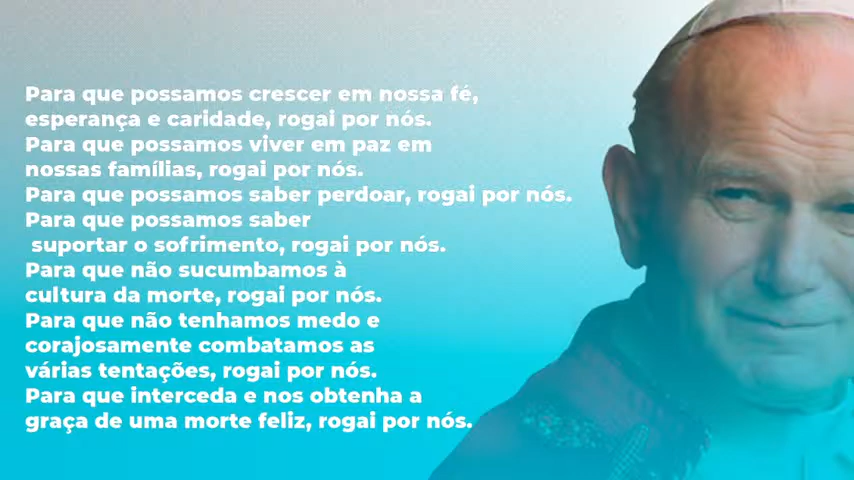 Para que possamos crescer em nossa fé,
esperança e caridade, rogai por nós.
Para que possamos viver em paz em
nossas famílias, rogai por nós.
Para que possamos saber perdoar, rogai por nós.
Para que possamos saber
suportar o sofrimento, rogai por nós.
Para que não sucumbamos à
cultura da morte, rogai por nós.
Para que não tenhamos medo e
corajosamente combatamos as
várias tentações, rogai por nós.
Para que interceda e nos obtenha a
graça de uma morte feliz, rogai por nós.